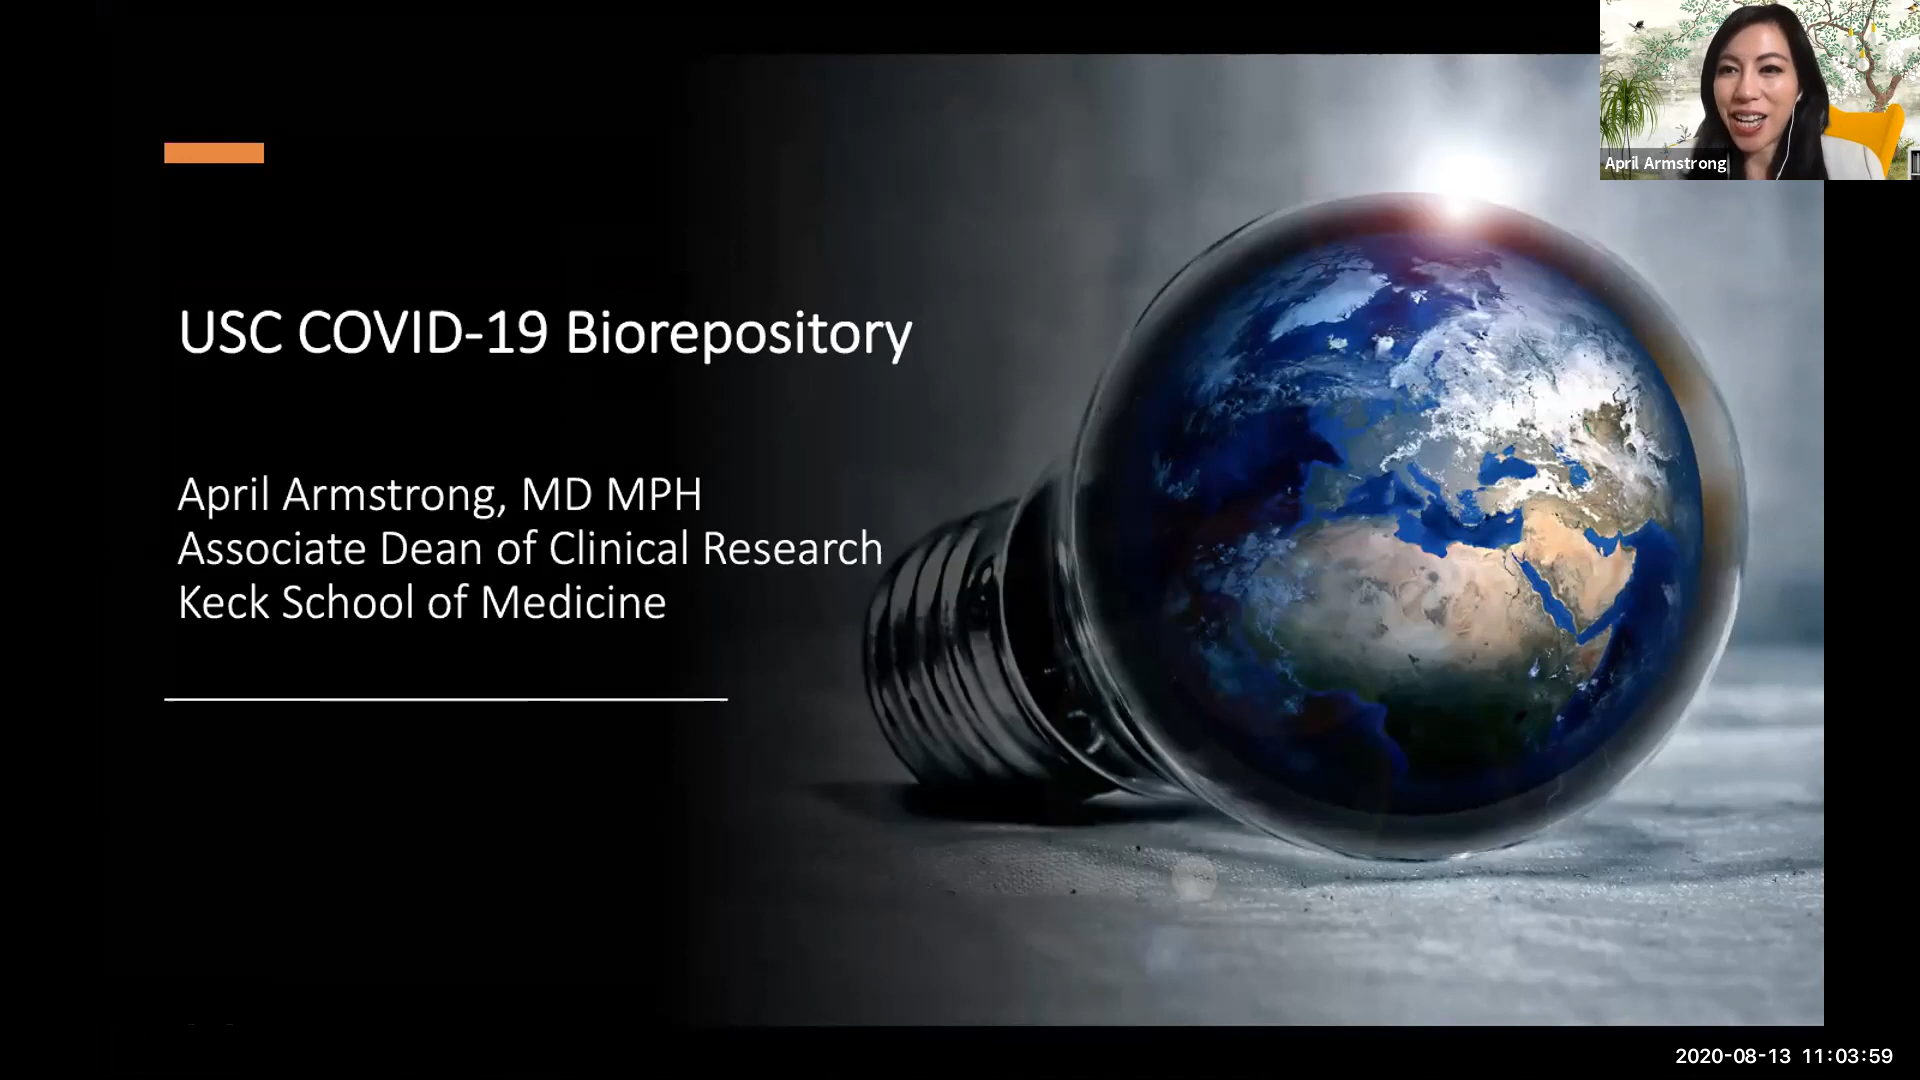 April Armstrong
USC COVID-19 Biorepository
April Armstrong, MD MPH
Associate Dean of Clinical Research
Keck School of Medicine
2020-08-13 11:03:59